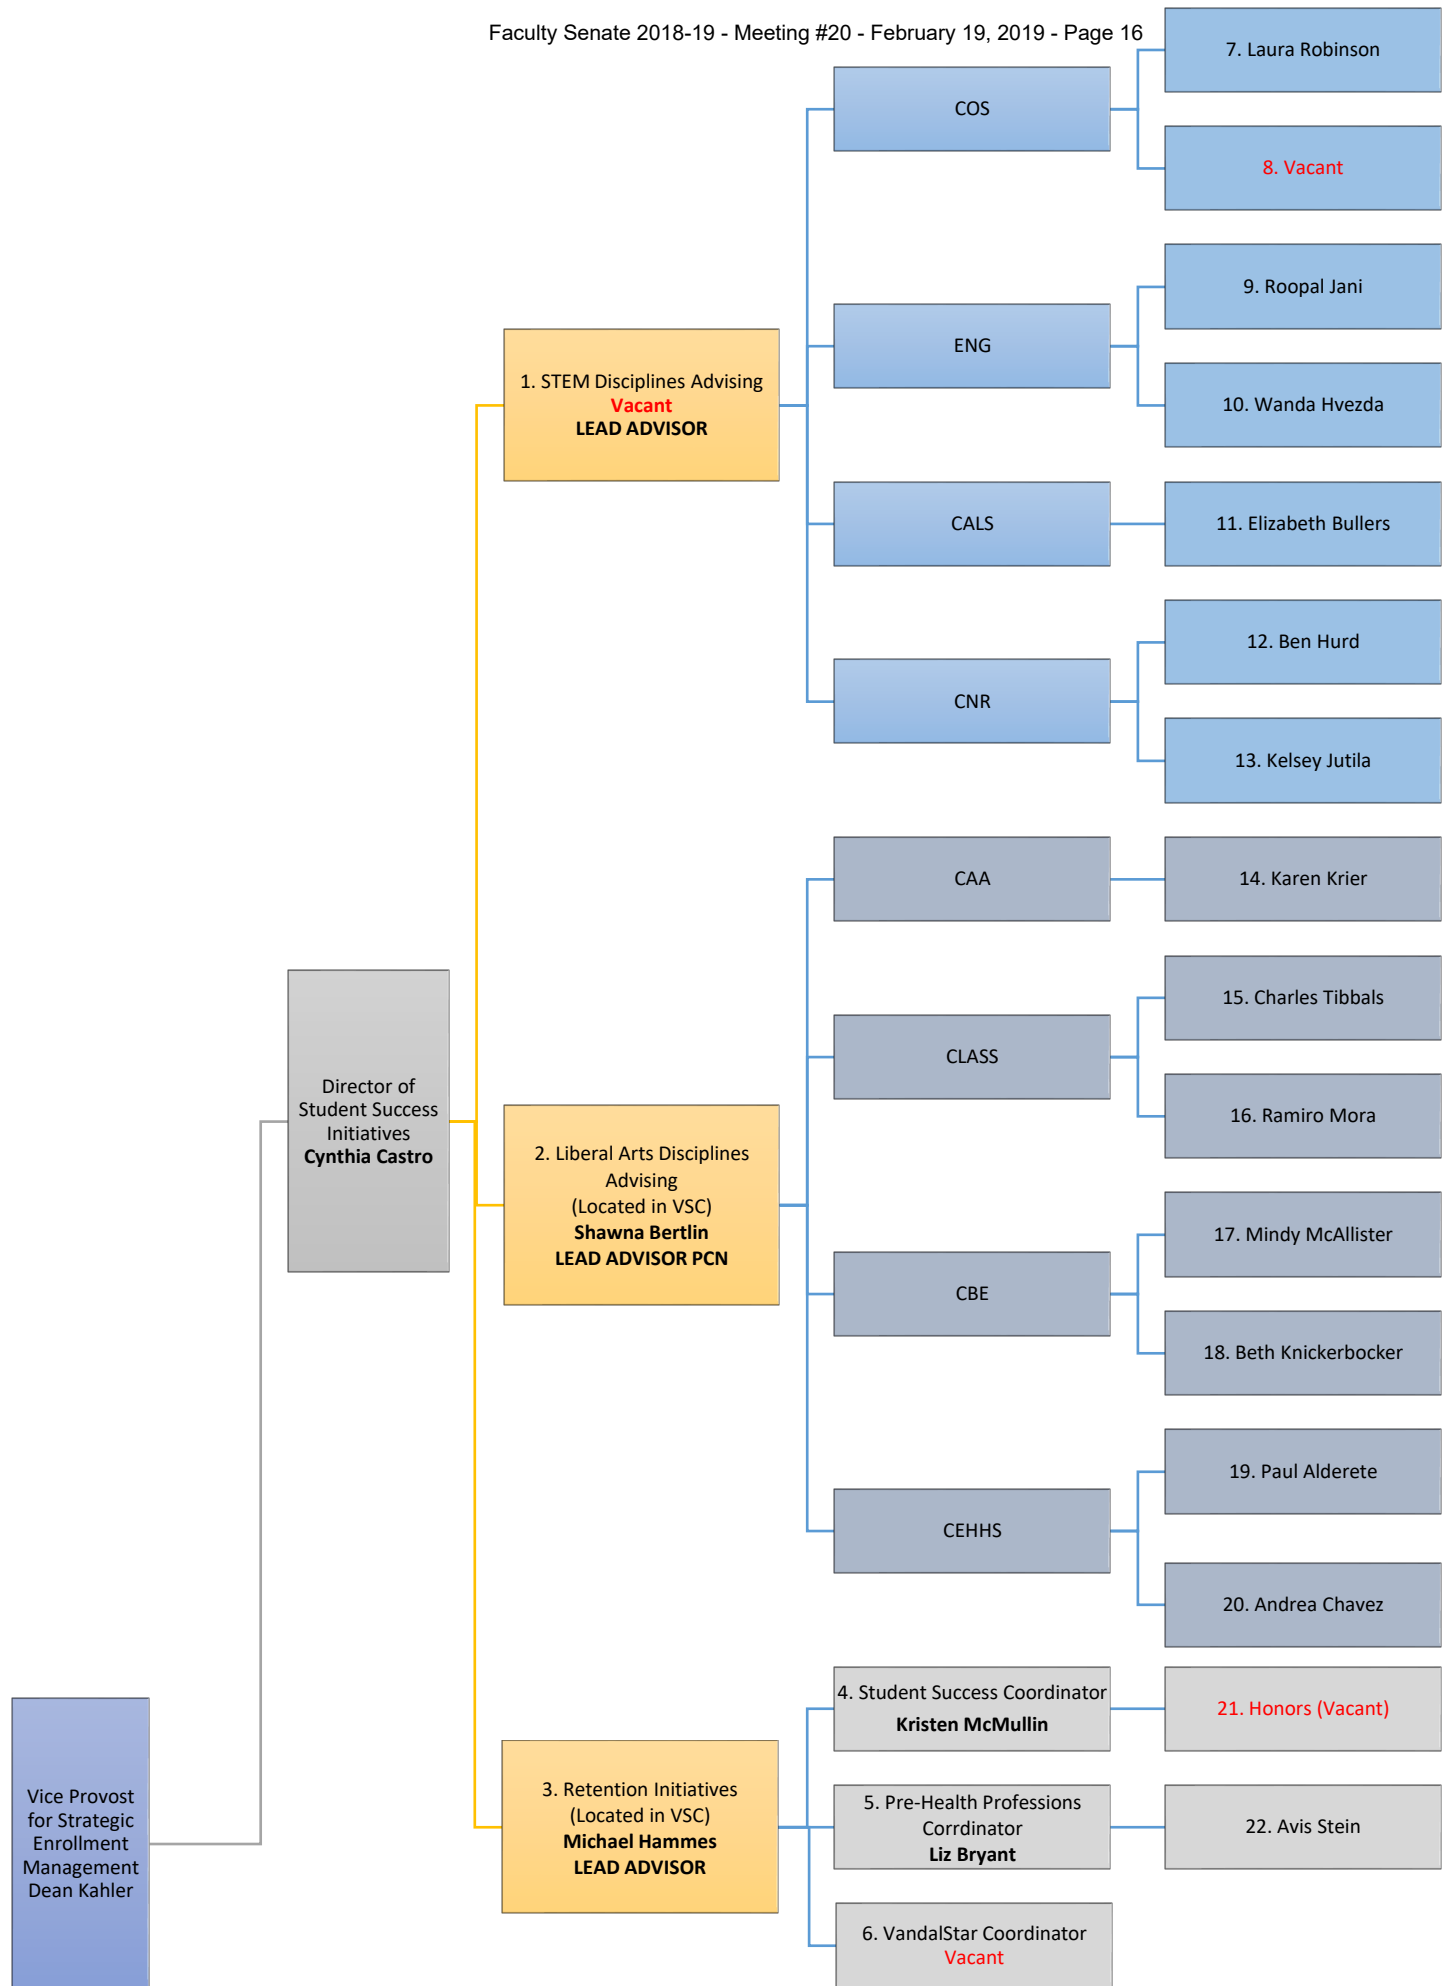 Faculty Senate 2018-19 - Meeting #20 - February 19, 2019 - Page 16
Vice Provost
for Strategic
Enrollment
Management
Dean Kahler
Director of
Student Success
Initiatives
Cynthia Castro
1. STEM Disciplines Advising
Vacant
LEAD ADVISOR
COS
7. Laura Robinson
8. Vacant
ENG
9. Roopal Jani
10. Wanda Hvezda
CALS
11. Elizabeth Bullers
CNR
12. Ben Hurd
13. Kelsey Jutila
2. Liberal Arts Disciplines
Advising
(Located in VSC)
Shawna Bertlin
LEAD ADVISOR PCN
CAA
14. Karen Krier
CLASS
15. Charles Tibbals
16. Ramiro Mora
CBE
17. Mindy McAllister
18. Beth Knickerbocker
CEHHS
19. Paul Alderete
20. Andrea Chavez
3. Retention Initiatives
(Located in VSC)
Michael Hammes
LEAD ADVISOR
4. Student Success Coordinator
Kristen McMullin
21. Honors (Vacant)
5. Pre-Health Professions
Corrdinator
Liz Bryant
22. Avis Stein
6. VandalStar Coordinator
Vacant